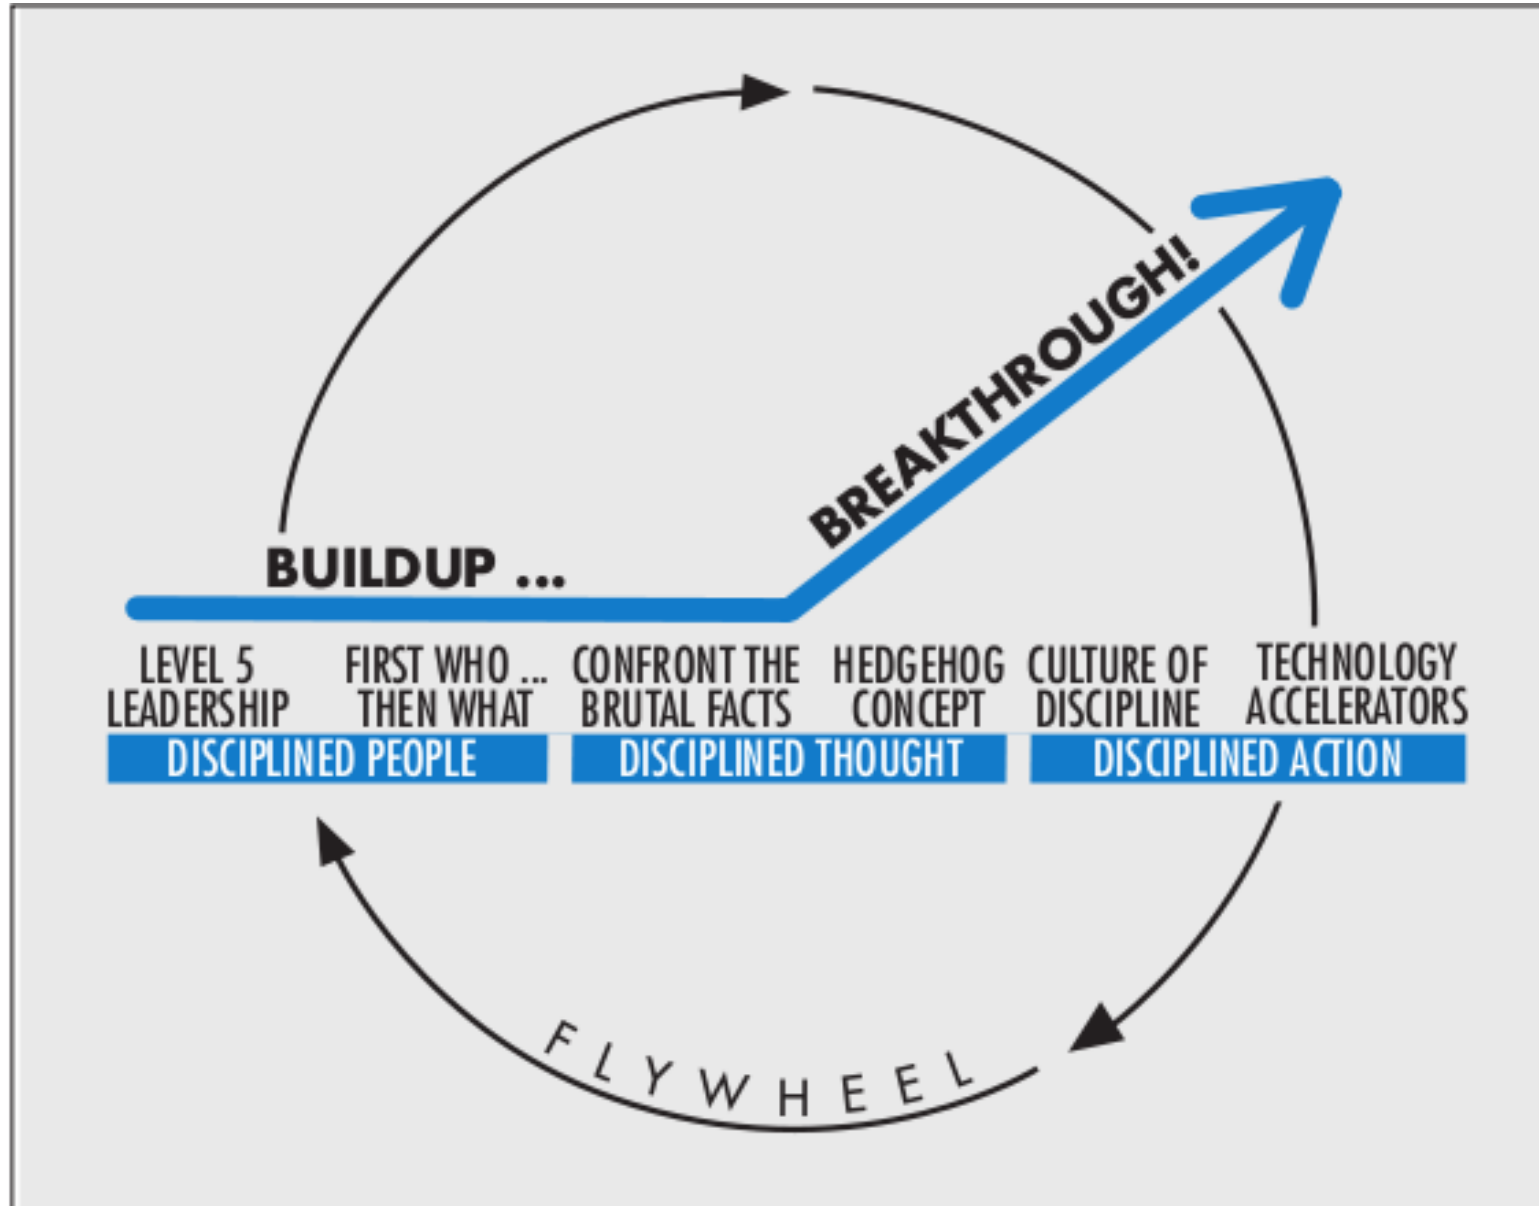 BREAKTHROUGH!
BUILDUP ...
LEVEL 5
LEADERSHIP
FIRST WHO ...
THEN WHAT
CONFRONT THE
BRUTAL FACTS
HEDGEHOG
CONCEPT
CULTURE OF
DISCIPLINE
TECHNOLOGY
ACCELERATORS
DISCIPLINED PEOPLE
DISCIPLINED THOUGHT
DISCIPLINED ACTION
FLYWHEEL